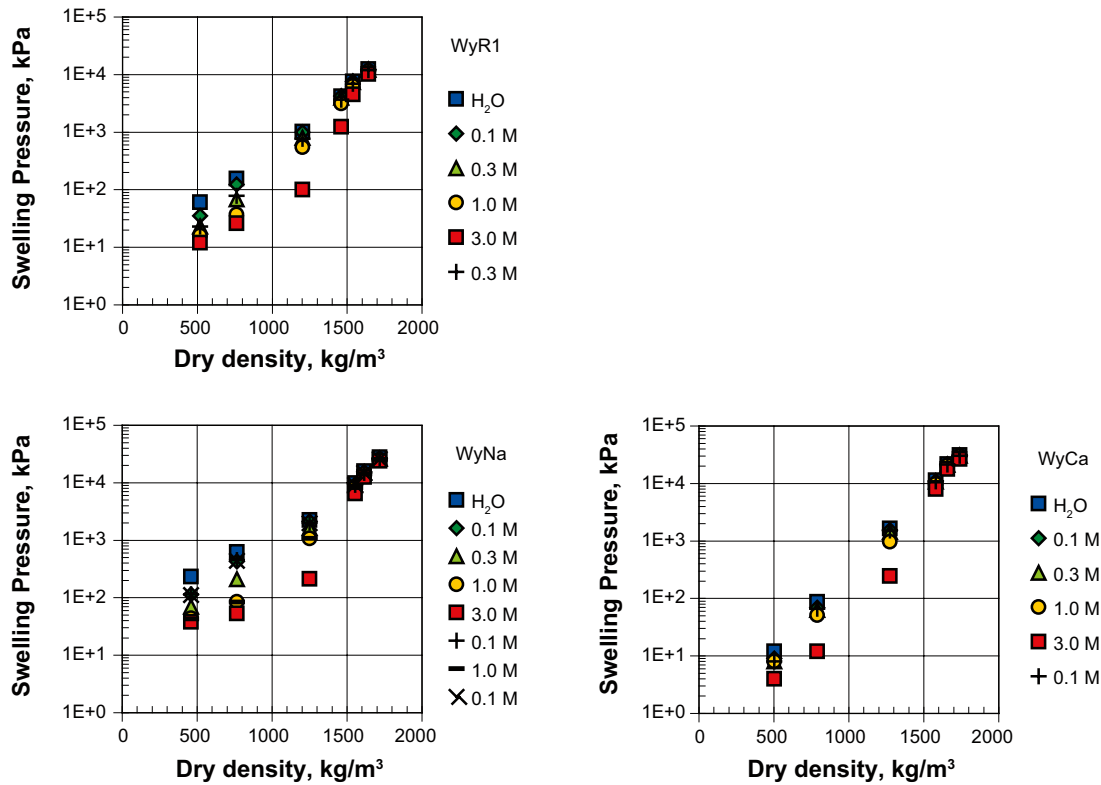 Swelling Pressure, kPa
1E+5
1E+4
1E+3
1E+2
1E+1
1E+0
0 500 1000 1500 2000
Dry density, kg/m³
WyR1
H₂O
0.1 M
0.3 M
1.0 M
3.0 M
0.3 M
Swelling Pressure, kPa
1E+5
1E+4
1E+3
1E+2
1E+1
1E+0
0 500 1000 1500 2000
Dry density, kg/m³
WyNa
H₂O
0.1 M
0.3 M
1.0 M
3.0 M
0.1 M
1.0 M
0.1 M
Swelling Pressure, kPa
1E+5
1E+4
1E+3
1E+2
1E+1
1E+0
0 500 1000 1500 2000
Dry density, kg/m³
WyCa
H₂O
0.1 M
0.3 M
1.0 M
3.0 M
0.1 M